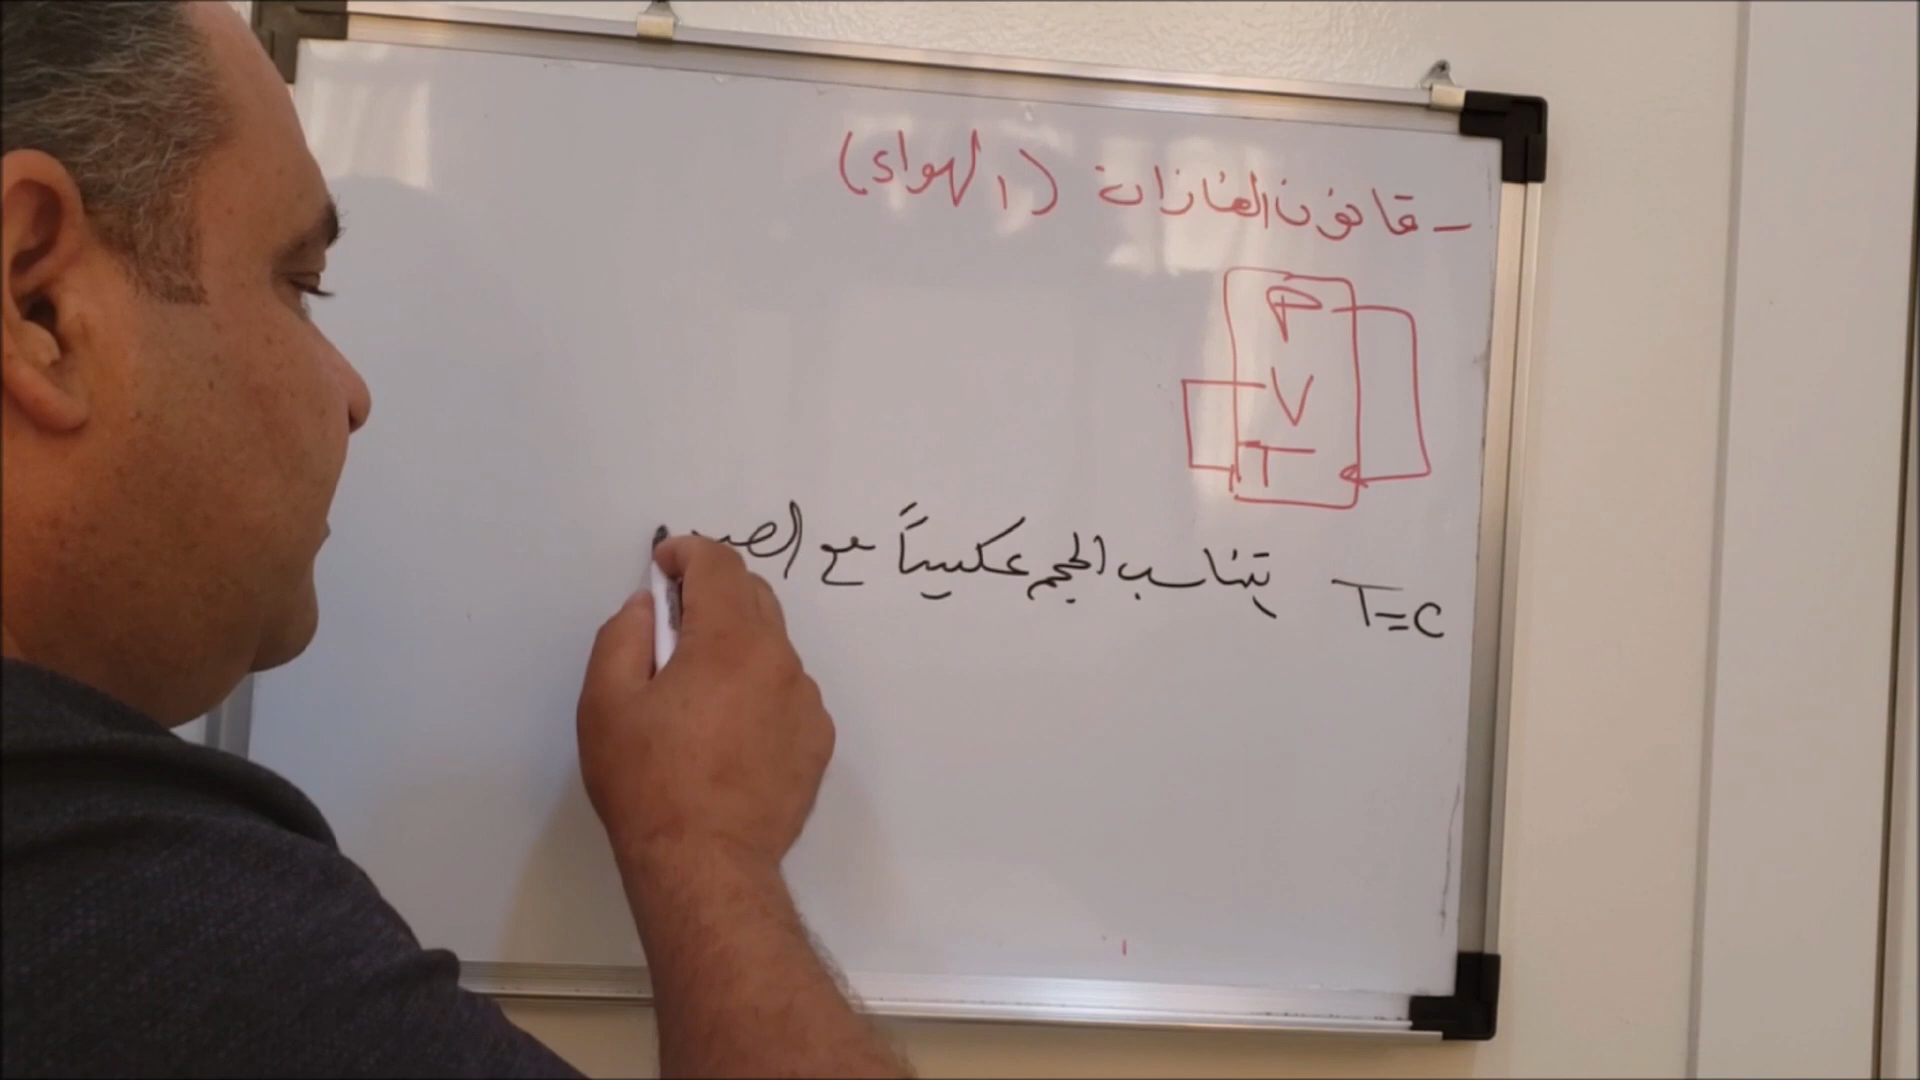 - قانون الغازات (الهواء)
P
V
T
T=C يتناسب الحجم عكسياً مع